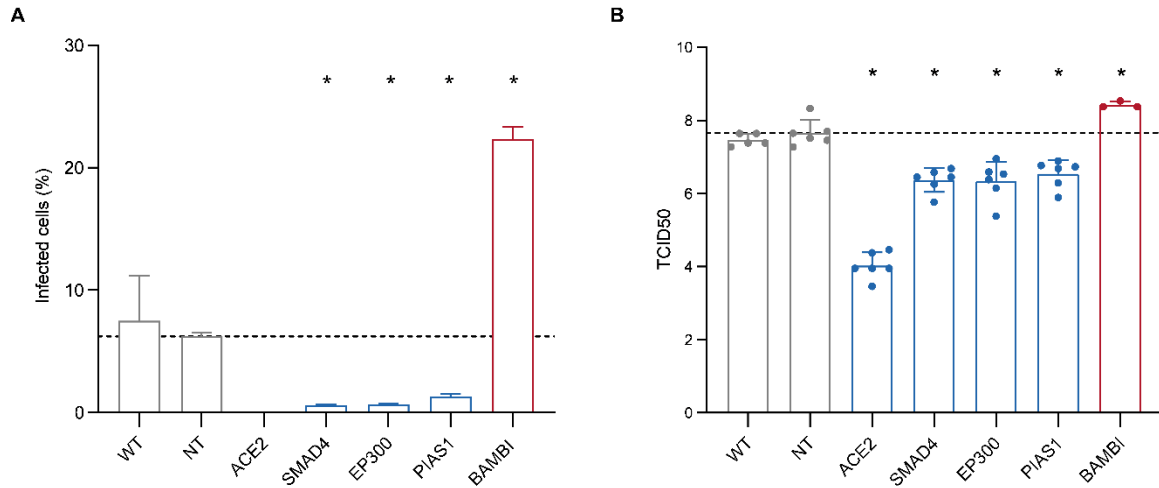 A
Infected cells (%)
30
20
10
0
* * * *
WT NT ACE2 SMAD4 EP300 PIAS1 BAMBI
B
TCID50
10
8
6
4
2
0
* * * * *
WT NT ACE2 SMAD4 EP300 PIAS1 BAMBI